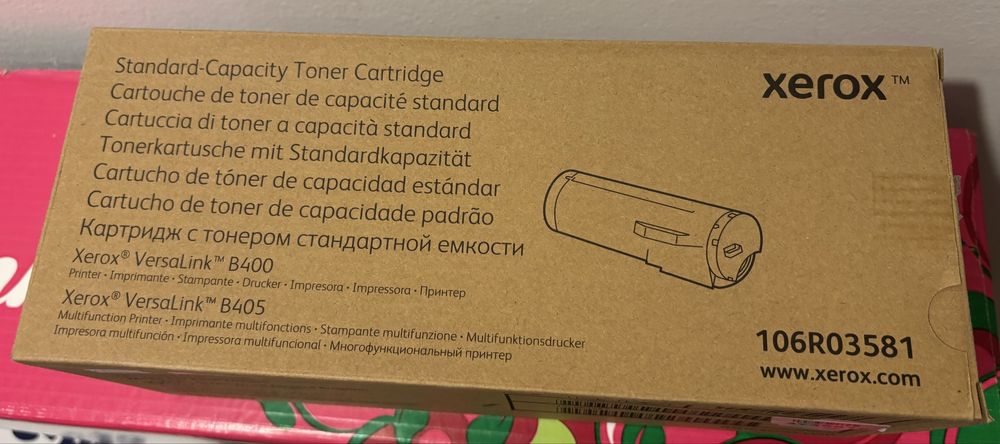 Standard-Capacity Toner Cartridge
Cartouche de toner de capacité standard
Cartuccia di toner a capacità standard
Tonerkartusche mit Standardkapazität
Cartucho de tóner de capacidad estándar
Cartucho de toner de capacidade padrão
Картридж с тонером стандартной емкости
Xerox® VersaLink™ B400
Printer • Imprimante • Stampante • Drucker • Impresora • Impressora • Принтер
Xerox® VersaLink™ B405
Multifunction Printer • Imprimante multifonctions • Stampante multifunzione • Multifunktionsdrucker
Impresora multifunción • Impressora multifuncional • Многофункциональный принтер
xerox™
106R03581
www.xerox.com